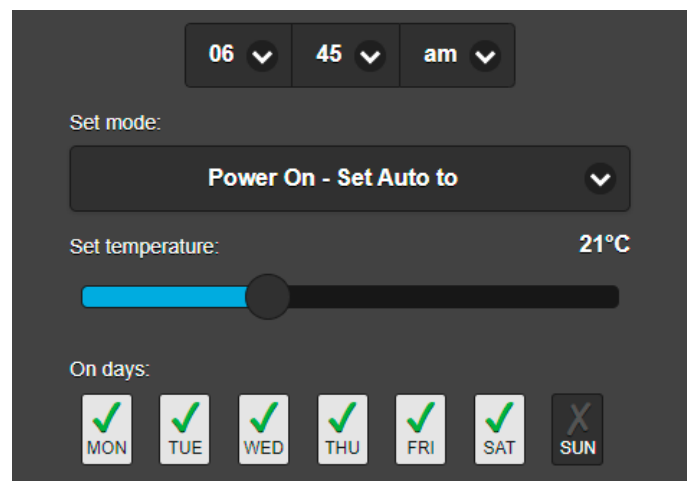 06 45 am
Set mode:
Power On - Set Auto to
Set temperature: 21°C
On days:
MON TUE WED THU FRI SAT SUN